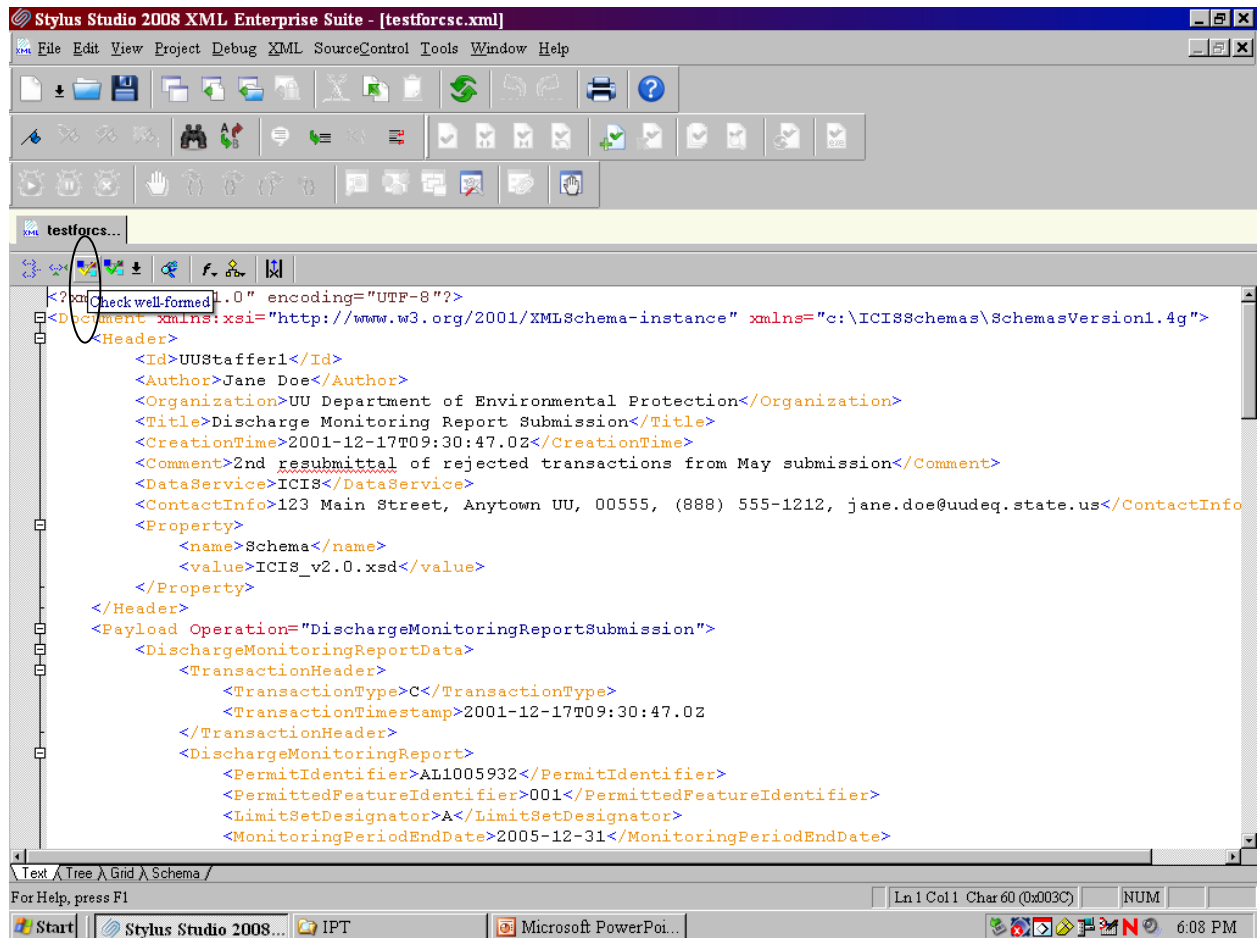 Stylus Studio 2008 XML Enterprise Suite - [testforcsc.xml]
File Edit View Project Debug XML SourceControl Tools Window Help
testforcs...
<?xm 1.0" encoding="UTF-8"?>
Check well-formed
<Document xmlns:xsi="http://www.w3.org/2001/XMLSchema-instance" xmlns="c:\ICISSchemas\SchemasVersion1.4g">
<Header>
<Id>UUStaffer1</Id>
<Author>Jane Doe</Author>
<Organization>UU Department of Environmental Protection</Organization>
<Title>Discharge Monitoring Report Submission</Title>
<CreationTime>2001-12-17T09:30:47.0Z</CreationTime>
<Comment>2nd resubmittal of rejected transactions from May submission</Comment>
<DataService>ICIS</DataService>
<ContactInfo>123 Main Street, Anytown UU, 00555, (888) 555-1212, jane.doe@uudeq.state.us</ContactInfo
<Property>
<name>Schema</name>
<value>ICIS_v2.0.xsd</value>
</Property>
</Header>
<Payload Operation="DischargeMonitoringReportSubmission">
<DischargeMonitoringReportData>
<TransactionHeader>
<TransactionType>C</TransactionType>
<TransactionTimestamp>2001-12-17T09:30:47.0Z
</TransactionHeader>
<DischargeMonitoringReport>
<PermitIdentifier>AL1005932</PermitIdentifier>
<PermittedFeatureIdentifier>001</PermittedFeatureIdentifier>
<LimitSetDesignator>A</LimitSetDesignator>
<MonitoringPeriodEndDate>2005-12-31</MonitoringPeriodEndDate>
Text Tree Grid Schema
For Help, press F1 Ln 1 Col 1 Char 60 (0x003C) NUM
Start Stylus Studio 2008... IPT Microsoft PowerPoi... 6:08 PM